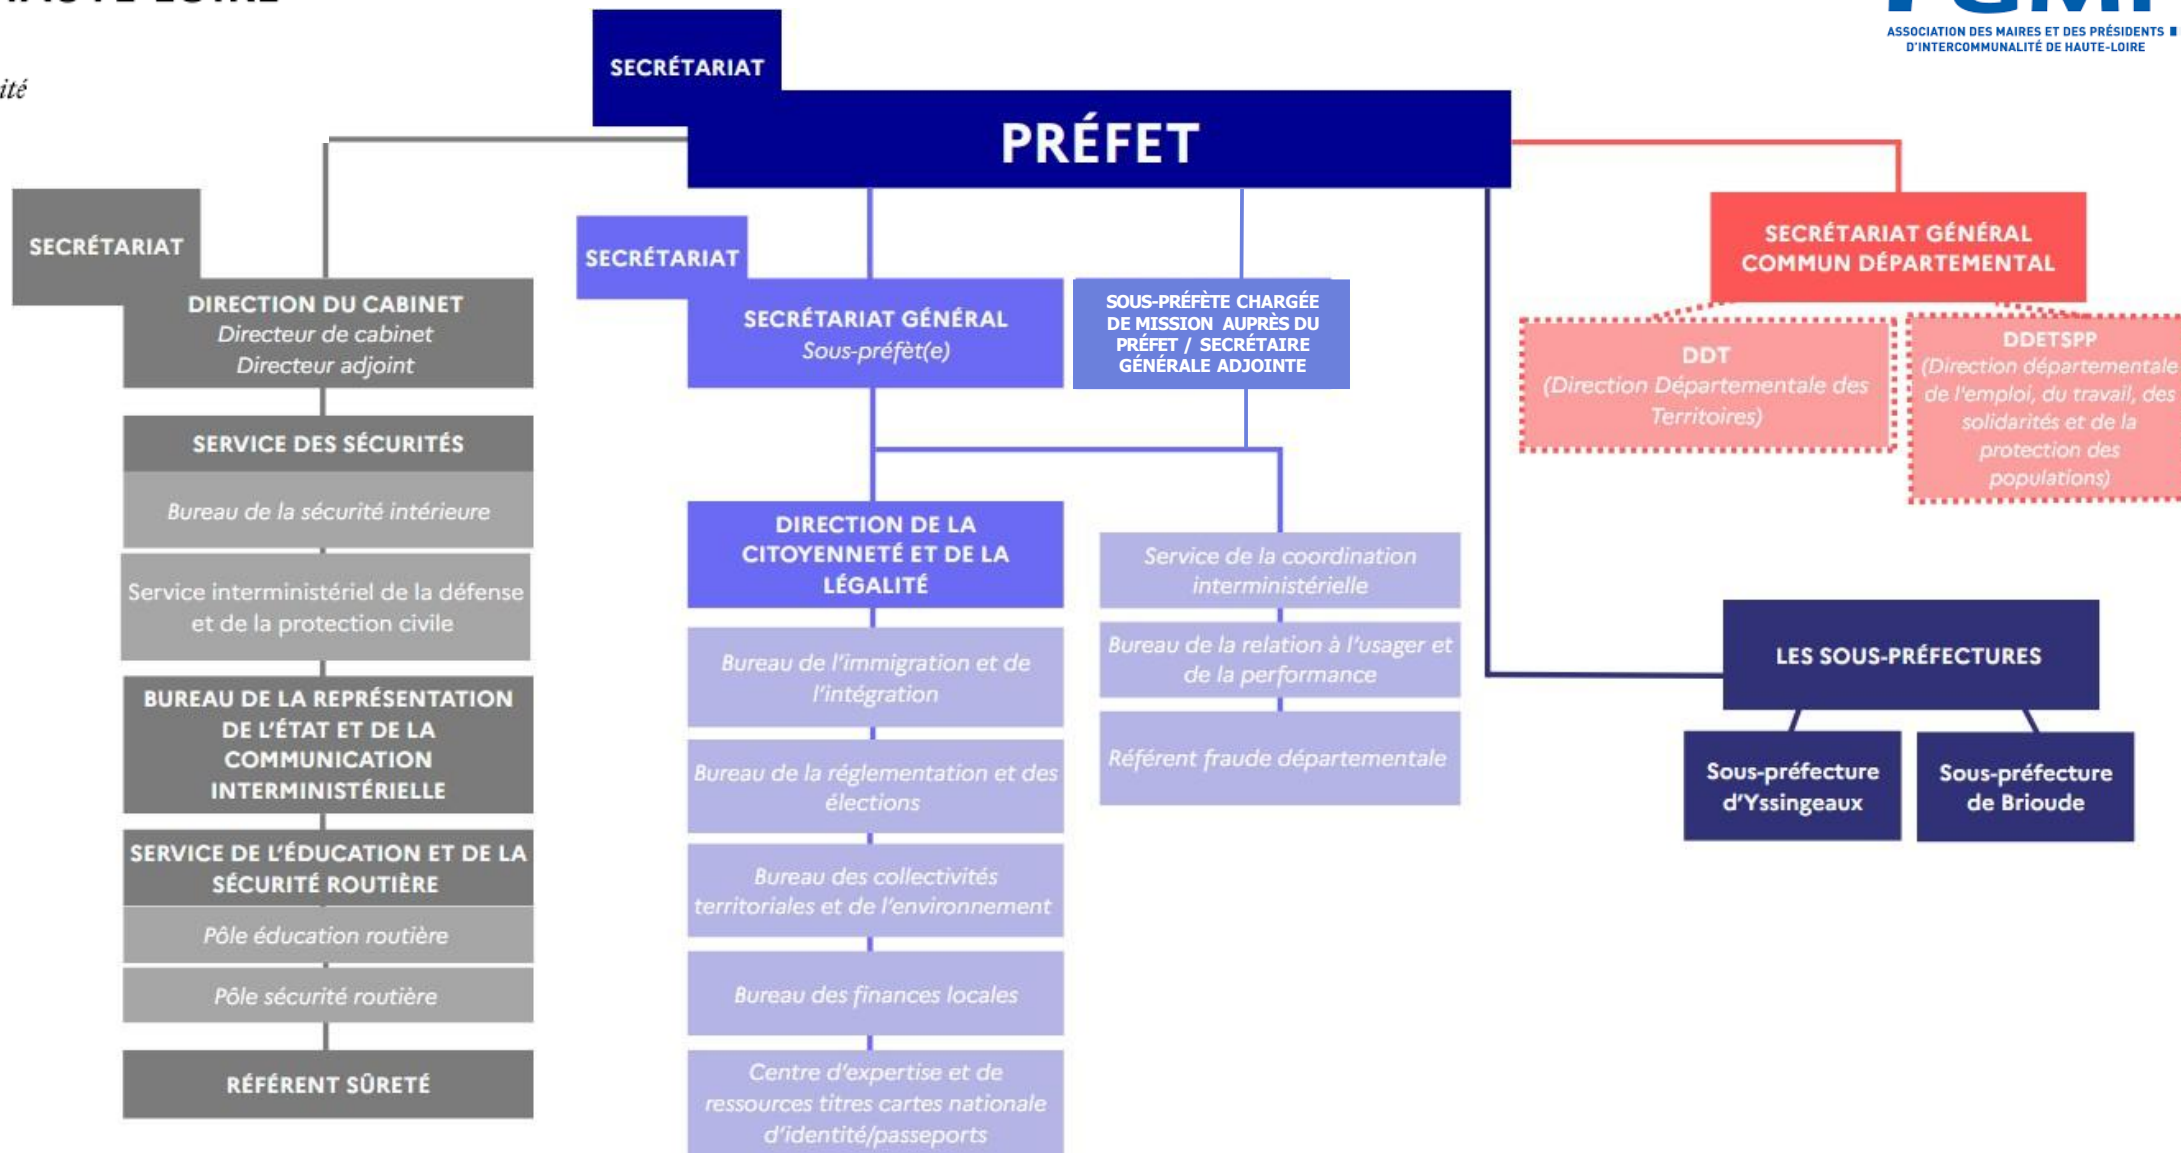 ASSOCIATION DES MAIRES ET DES PRÉSIDENTS
D'INTERCOMMUNALITÉ DE HAUTE-LOIRE
SECRÉTARIAT
PRÉFET
SECRÉTARIAT
DIRECTION DU CABINET
Directeur de cabinet
Directeur adjoint
SERVICE DES SÉCURITÉS
Bureau de la sécurité intérieure
Service interministériel de la défense
et de la protection civile
BUREAU DE LA REPRÉSENTATION
DE L'ÉTAT ET DE LA
COMMUNICATION
INTERMINISTÉRIELLE
SERVICE DE L'ÉDUCATION ET DE LA
SÉCURITÉ ROUTIÈRE
Pôle éducation routière
Pôle sécurité routière
RÉFÉRENT SÛRETÉ
SECRÉTARIAT
SECRÉTARIAT GÉNÉRAL
Sous-préfèt(e)
SOUS-PRÉFÈTE CHARGÉE
DE MISSION AUPRÈS DU
PRÉFET / SECRÉTAIRE
GÉNÉRALE ADJOINTE
DIRECTION DE LA
CITOYENNETÉ ET DE LA
LÉGALITÉ
Bureau de l'immigration et de
l'intégration
Bureau de la réglementation et des
élections
Bureau des collectivités
territoriales et de l'environnement
Bureau des finances locales
Centre d'expertise et de
ressources titres cartes nationale
d'identité/passeports
Service de la coordination
interministérielle
Bureau de la relation à l'usager et
de la performance
Référent fraude départementale
SECRÉTARIAT GÉNÉRAL
COMMUN DÉPARTEMENTAL
DDT
(Direction Départementale des
Territoires)
DDETSPP
(Direction départementale
de l'emploi, du travail, des
solidarités et de la
protection des
populations)
LES SOUS-PRÉFECTURES
Sous-préfecture
d'Yssingeaux
Sous-préfecture
de Brioude